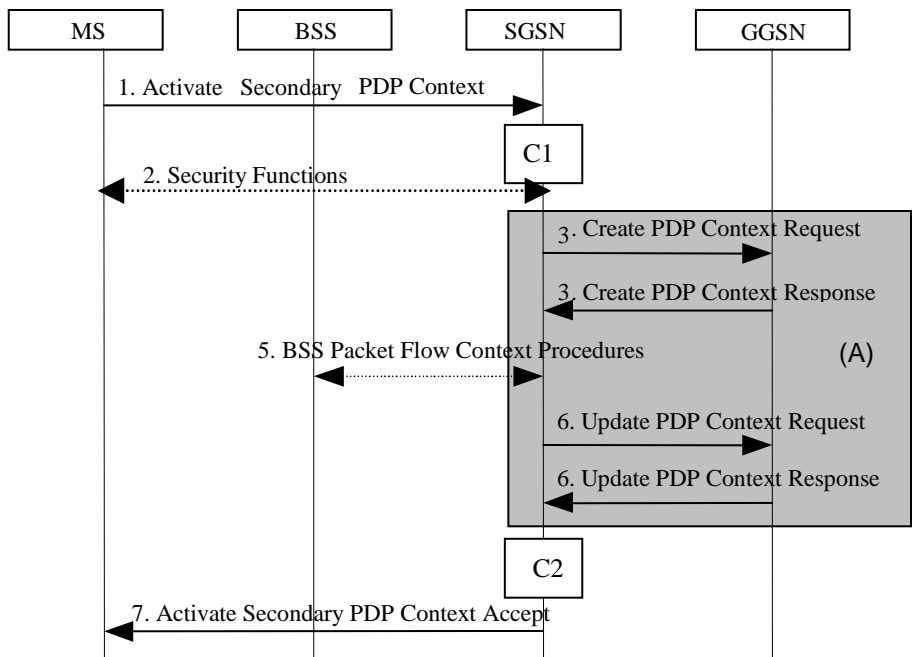 MS BSS SGSN GGSN
1. Activate Secondary PDP Context
C1
2. Security Functions
3. Create PDP Context Request
3. Create PDP Context Response
5. BSS Packet Flow Context Procedures
(A)
6. Update PDP Context Request
6. Update PDP Context Response
C2
7. Activate Secondary PDP Context Accept